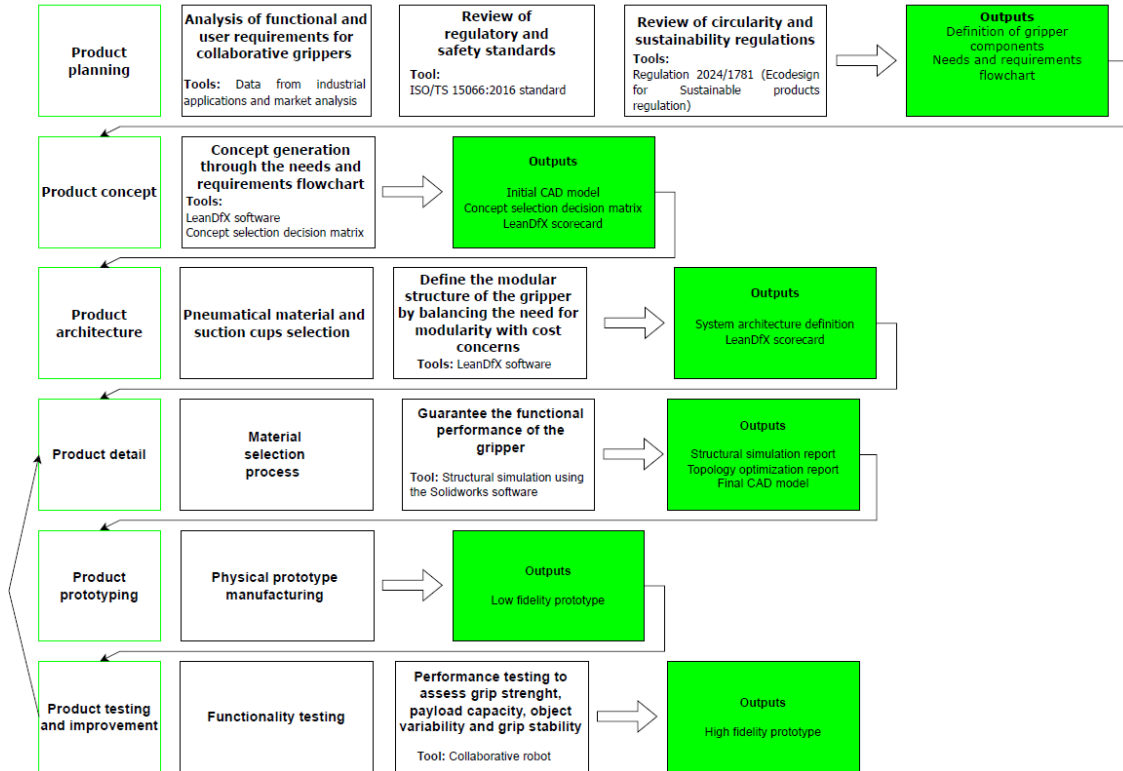 Product
planning
Analysis of functional and
user requirements for
collaborative grippers
Tools: Data from industrial
applications and market analysis
Review of
regulatory and
safety standards
Tool:
ISO/TS 15066:2016 standard
Review of circularity and
sustainability regulations
Tools:
Regulation 2024/1781 (Ecodesign
for Sustainable products
regulation)
Outputs
Definition of gripper
components
Needs and requirements
flowchart
Product concept
Concept generation
through the needs and
requirements flowchart
Tools:
LeanDfX software
Concept selection decision matrix
Outputs
Initial CAD model
Concept selection decision matrix
LeanDfX scorecard
Product
architecture
Pneumatical material and
suction cups selection
Define the modular
structure of the gripper
by balancing the need for
modularity with cost
concerns
Tools: LeanDfX software
Outputs
System architecture definition
LeanDfX scorecard
Product detail
Material
selection
process
Guarantee the functional
performance of the
gripper
Tool: Structural simulation using
the Solidworks software
Outputs
Structural simulation report
Topology optimization report
Final CAD model
Product
prototyping
Physical prototype
manufacturing
Outputs
Low fidelity prototype
Product testing
and improvement
Functionality testing
Performance testing to
assess grip strenght,
payload capacity, object
variability and grip stability
Tool: Collaborative robot
Outputs
High fidelity prototype